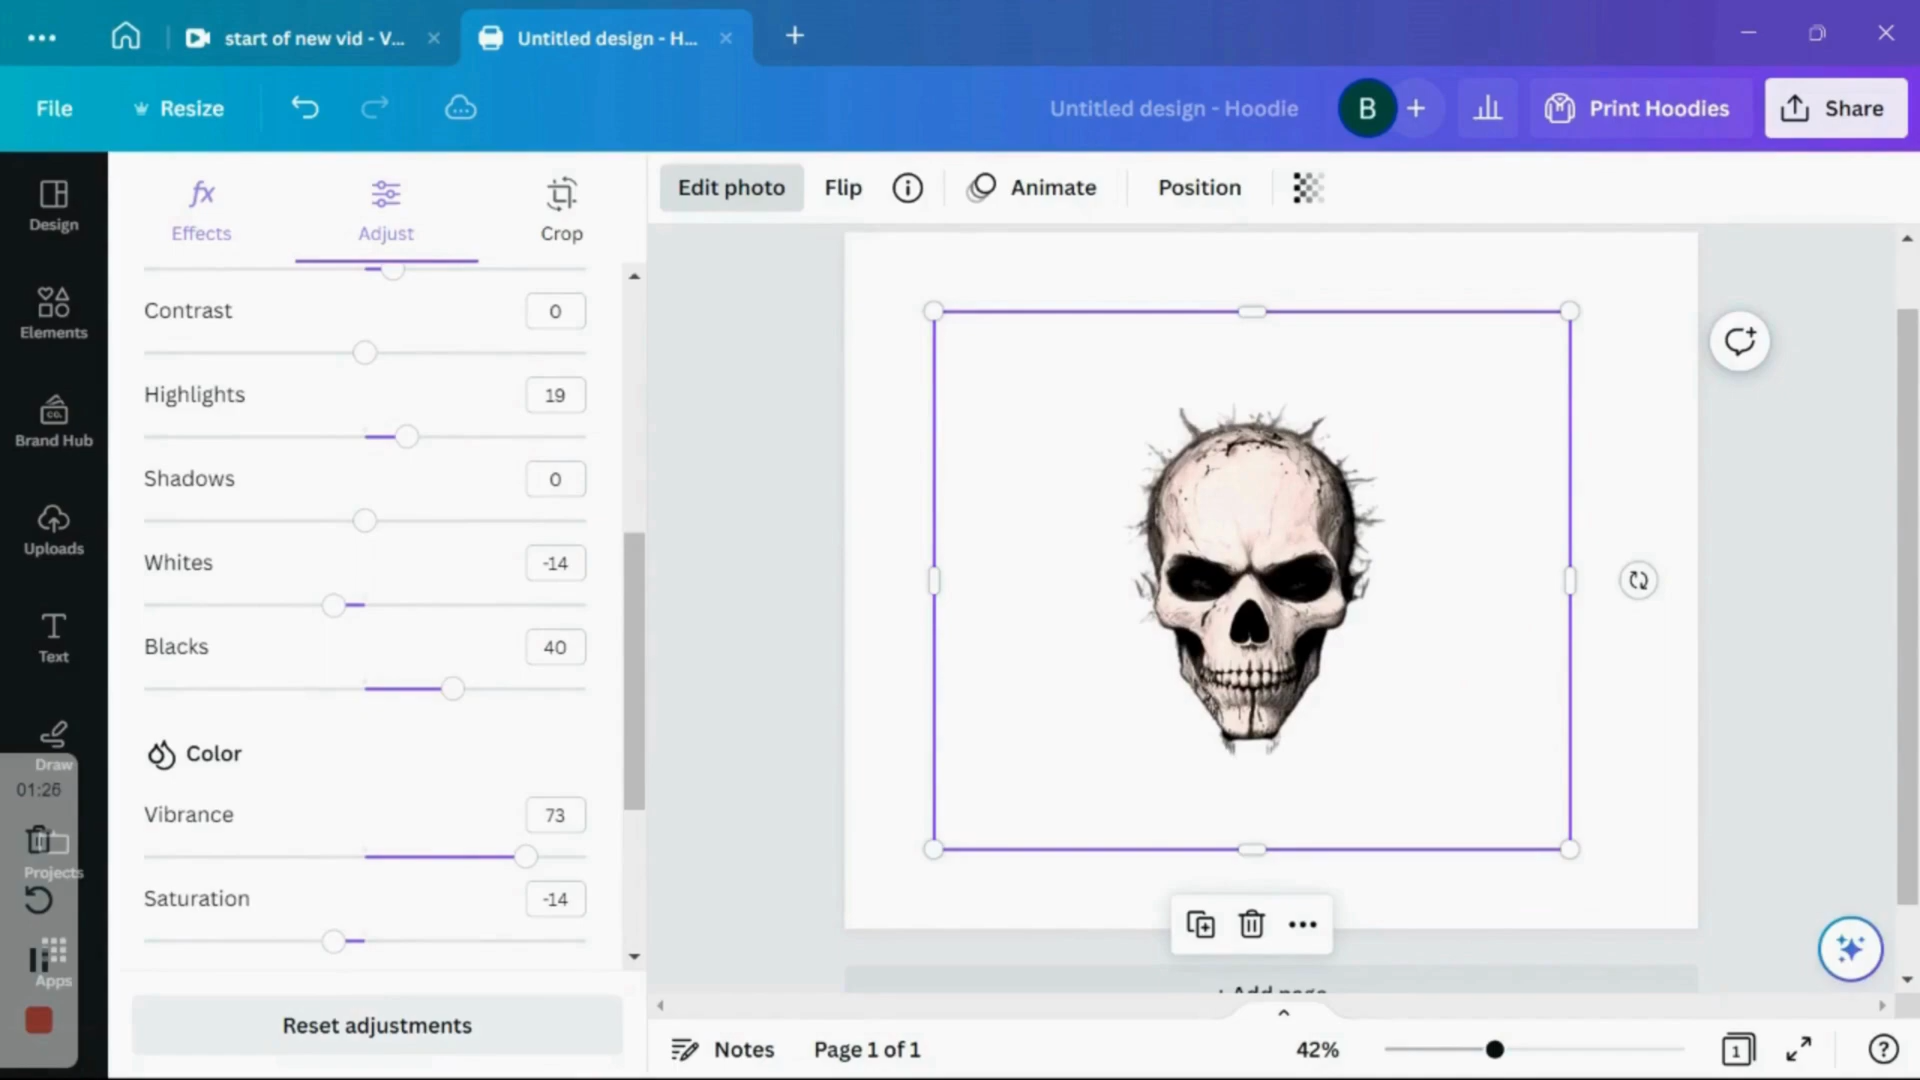 start of new vid - V...
Untitled design - H...
File
Resize
Untitled design - Hoodie
B
Print Hoodies
Share
Design
Elements
CO.
Brand Hub
Uploads
Text
Draw
01:26
Projects
Apps
fx
Effects
Adjust
Crop
Contrast
0
Highlights
19
Shadows
0
Whites
-14
Blacks
40
Color
Vibrance
73
Saturation
-14
Reset adjustments
Edit photo
Flip
Animate
Position
+ Add page
Notes
Page 1 of 1
42%
1
?